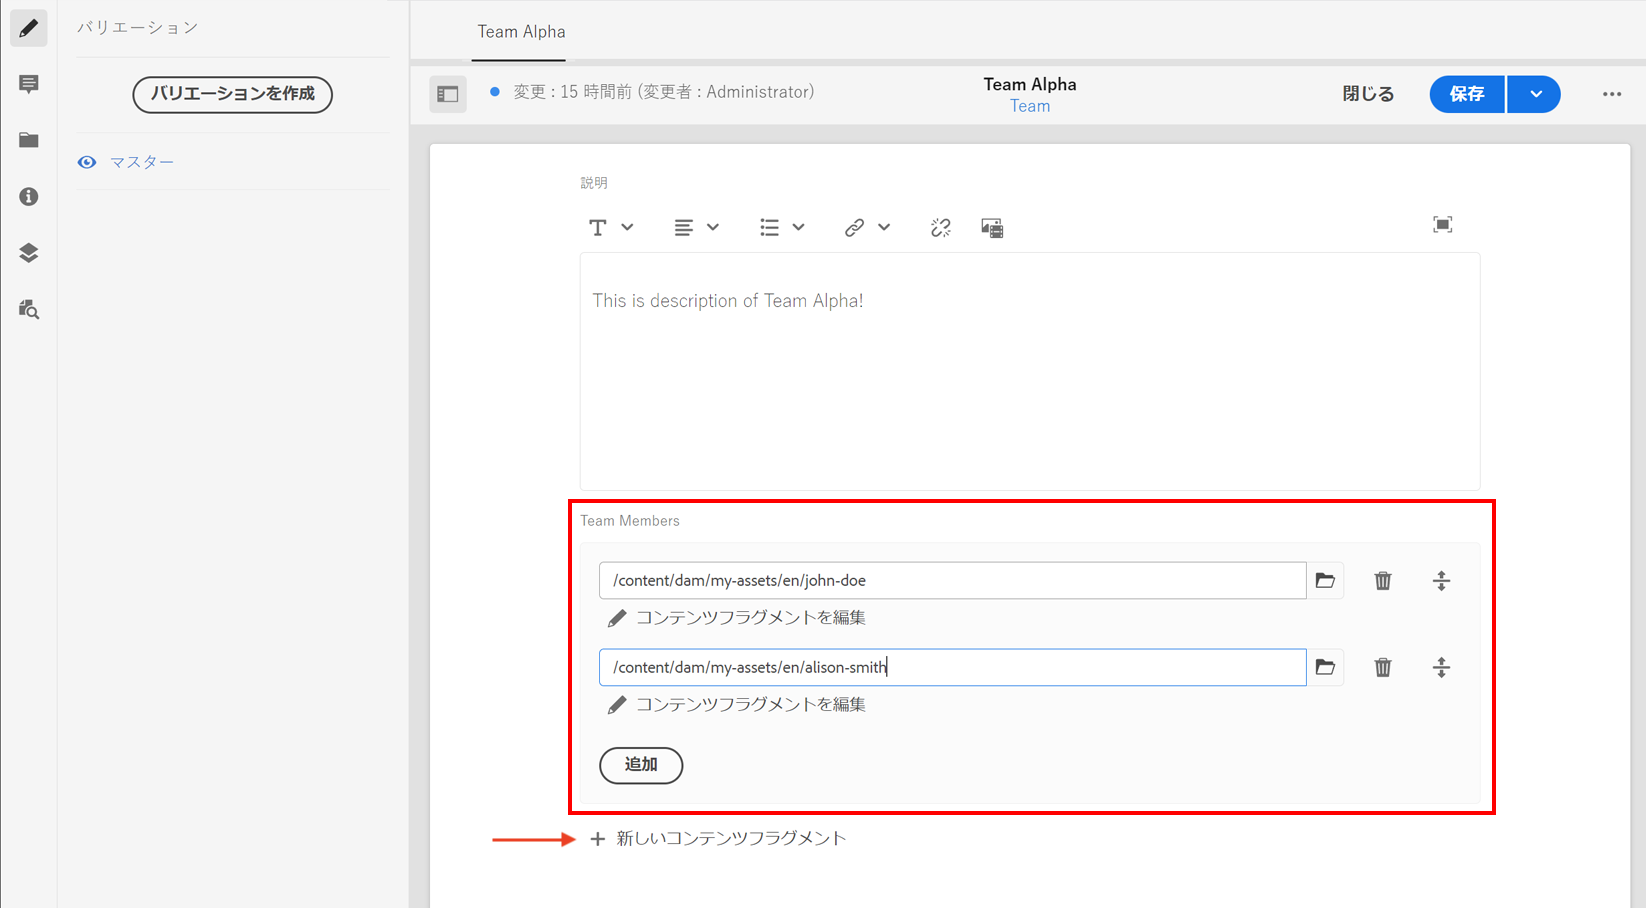 バリエーション
バリエーションを作成
マスター
Team Alpha
変更 : 15 時間前 (変更者 : Administrator)
Team Alpha
Team
閉じる
保存
説明
This is description of Team Alpha!
Team Members
/content/dam/my-assets/en/john-doe
コンテンツフラグメントを編集
/content/dam/my-assets/en/alison-smith
コンテンツフラグメントを編集
追加
新しいコンテンツフラグメント